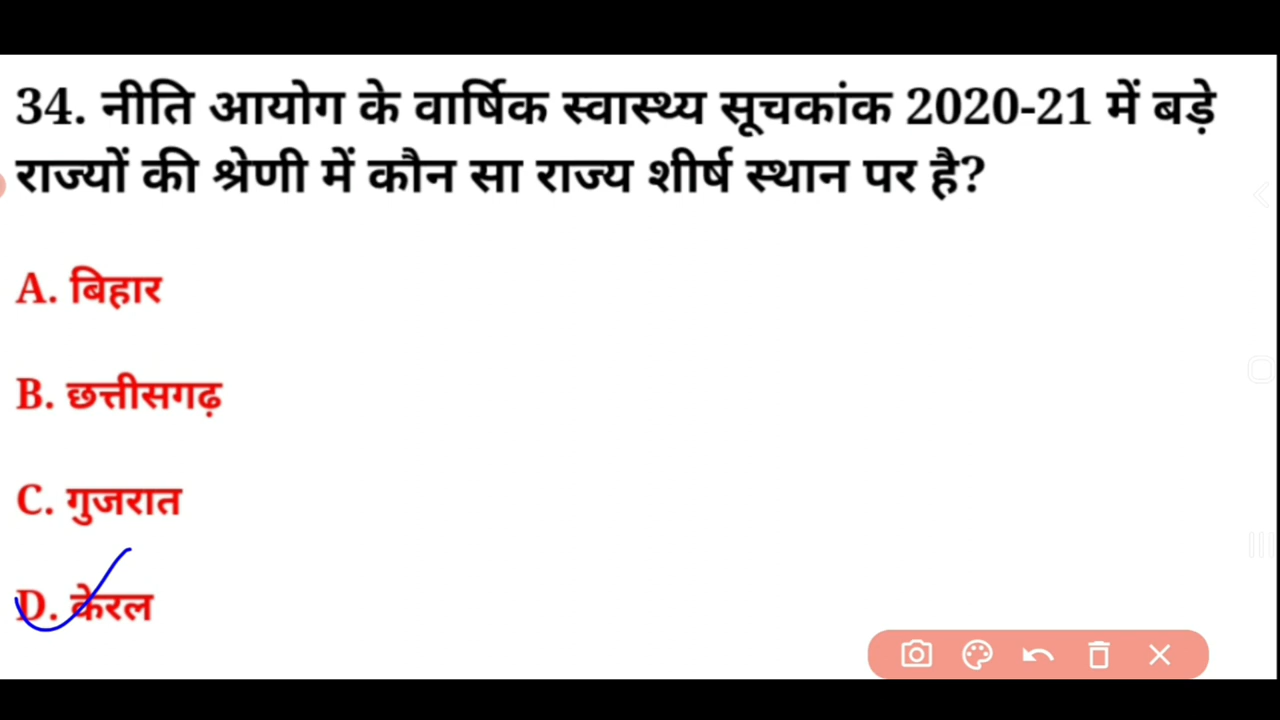 34. नीति आयोग के वार्षिक स्वास्थ्य सूचकांक 2020-21 में बड़े
राज्यों की श्रेणी में कौन सा राज्य शीर्ष स्थान पर है?
A. बिहार
B. छत्तीसगढ़
C. गुजरात
D. केरल